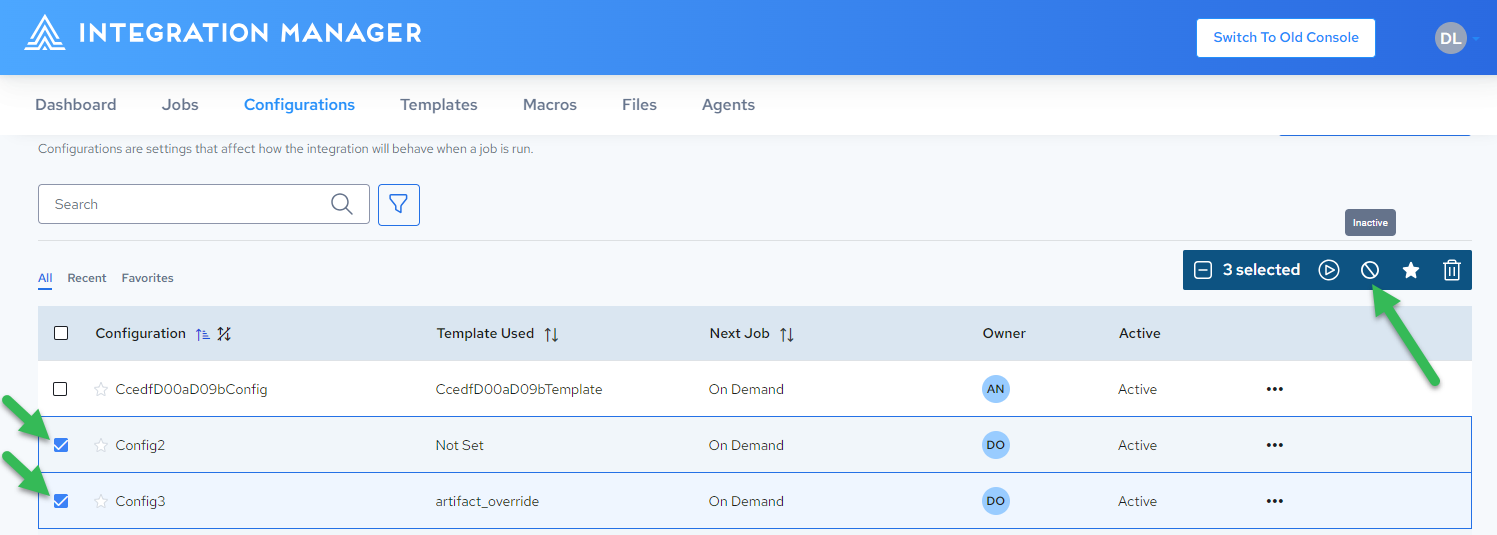 INTEGRATION MANAGER
Switch To Old Console
DL
Dashboard Jobs Configurations Templates Macros Files Agents
Configurations are settings that affect how the integration will behave when a job is run.
Search
Inactive
All Recent Favorites
3 selected
Configuration Template Used Next Job Owner Active
CcedfD00aD09bConfig CcedfD00aD09bTemplate On Demand AN Active
Config2 Not Set On Demand DO Active
Config3 artifact_override On Demand DO Active